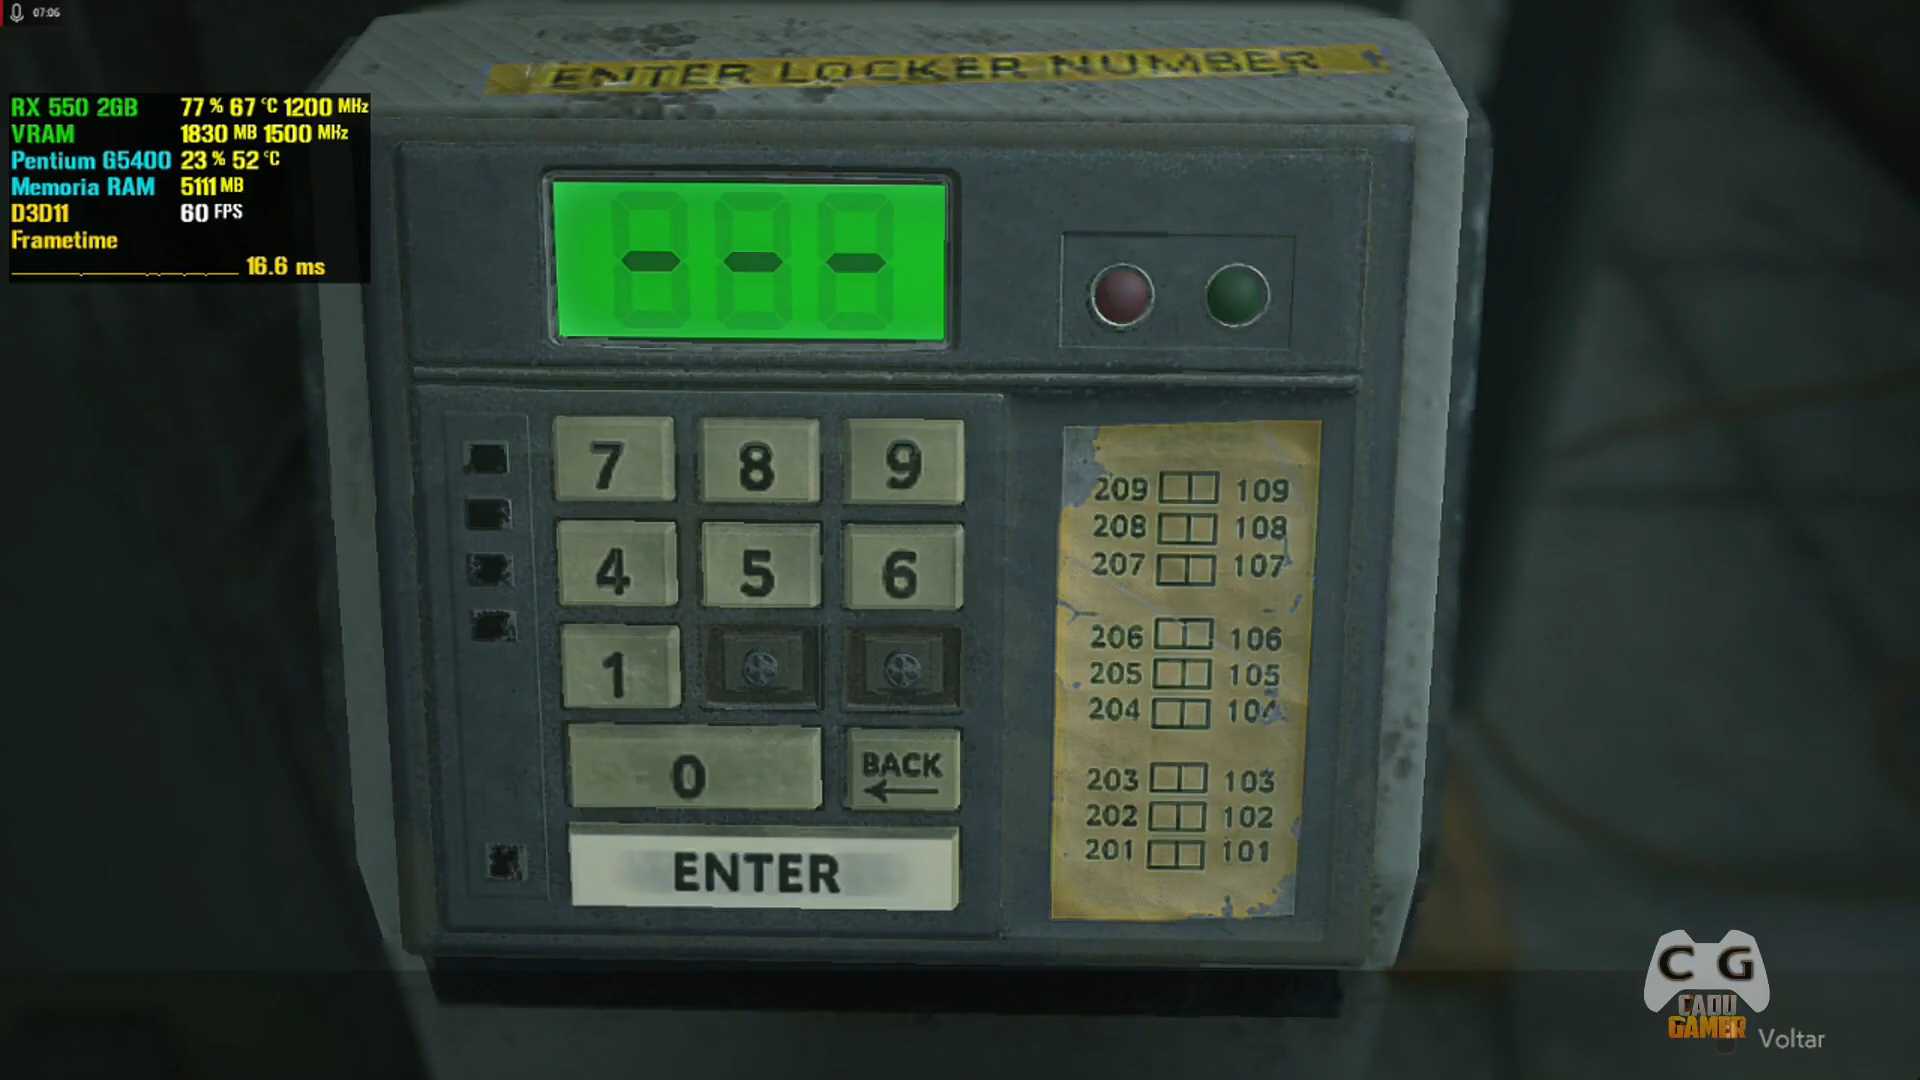 07:06
ENTER LOCKER NUMBER
RX 550 2GB 77 % 67 °C 1200 MHz
VRAM 1830 MB 1500 MHz
Pentium G5400 23 % 52 °C
Memoria RAM 5111 MB
D3D11 60 FPS
Frametime
16.6 ms
---
7 8 9
4 5 6
1
0 BACK
ENTER
209 109
208 108
207 107
206 106
205 105
204 104
203 103
202 102
201 101
C G
CADU
GAMER
Voltar